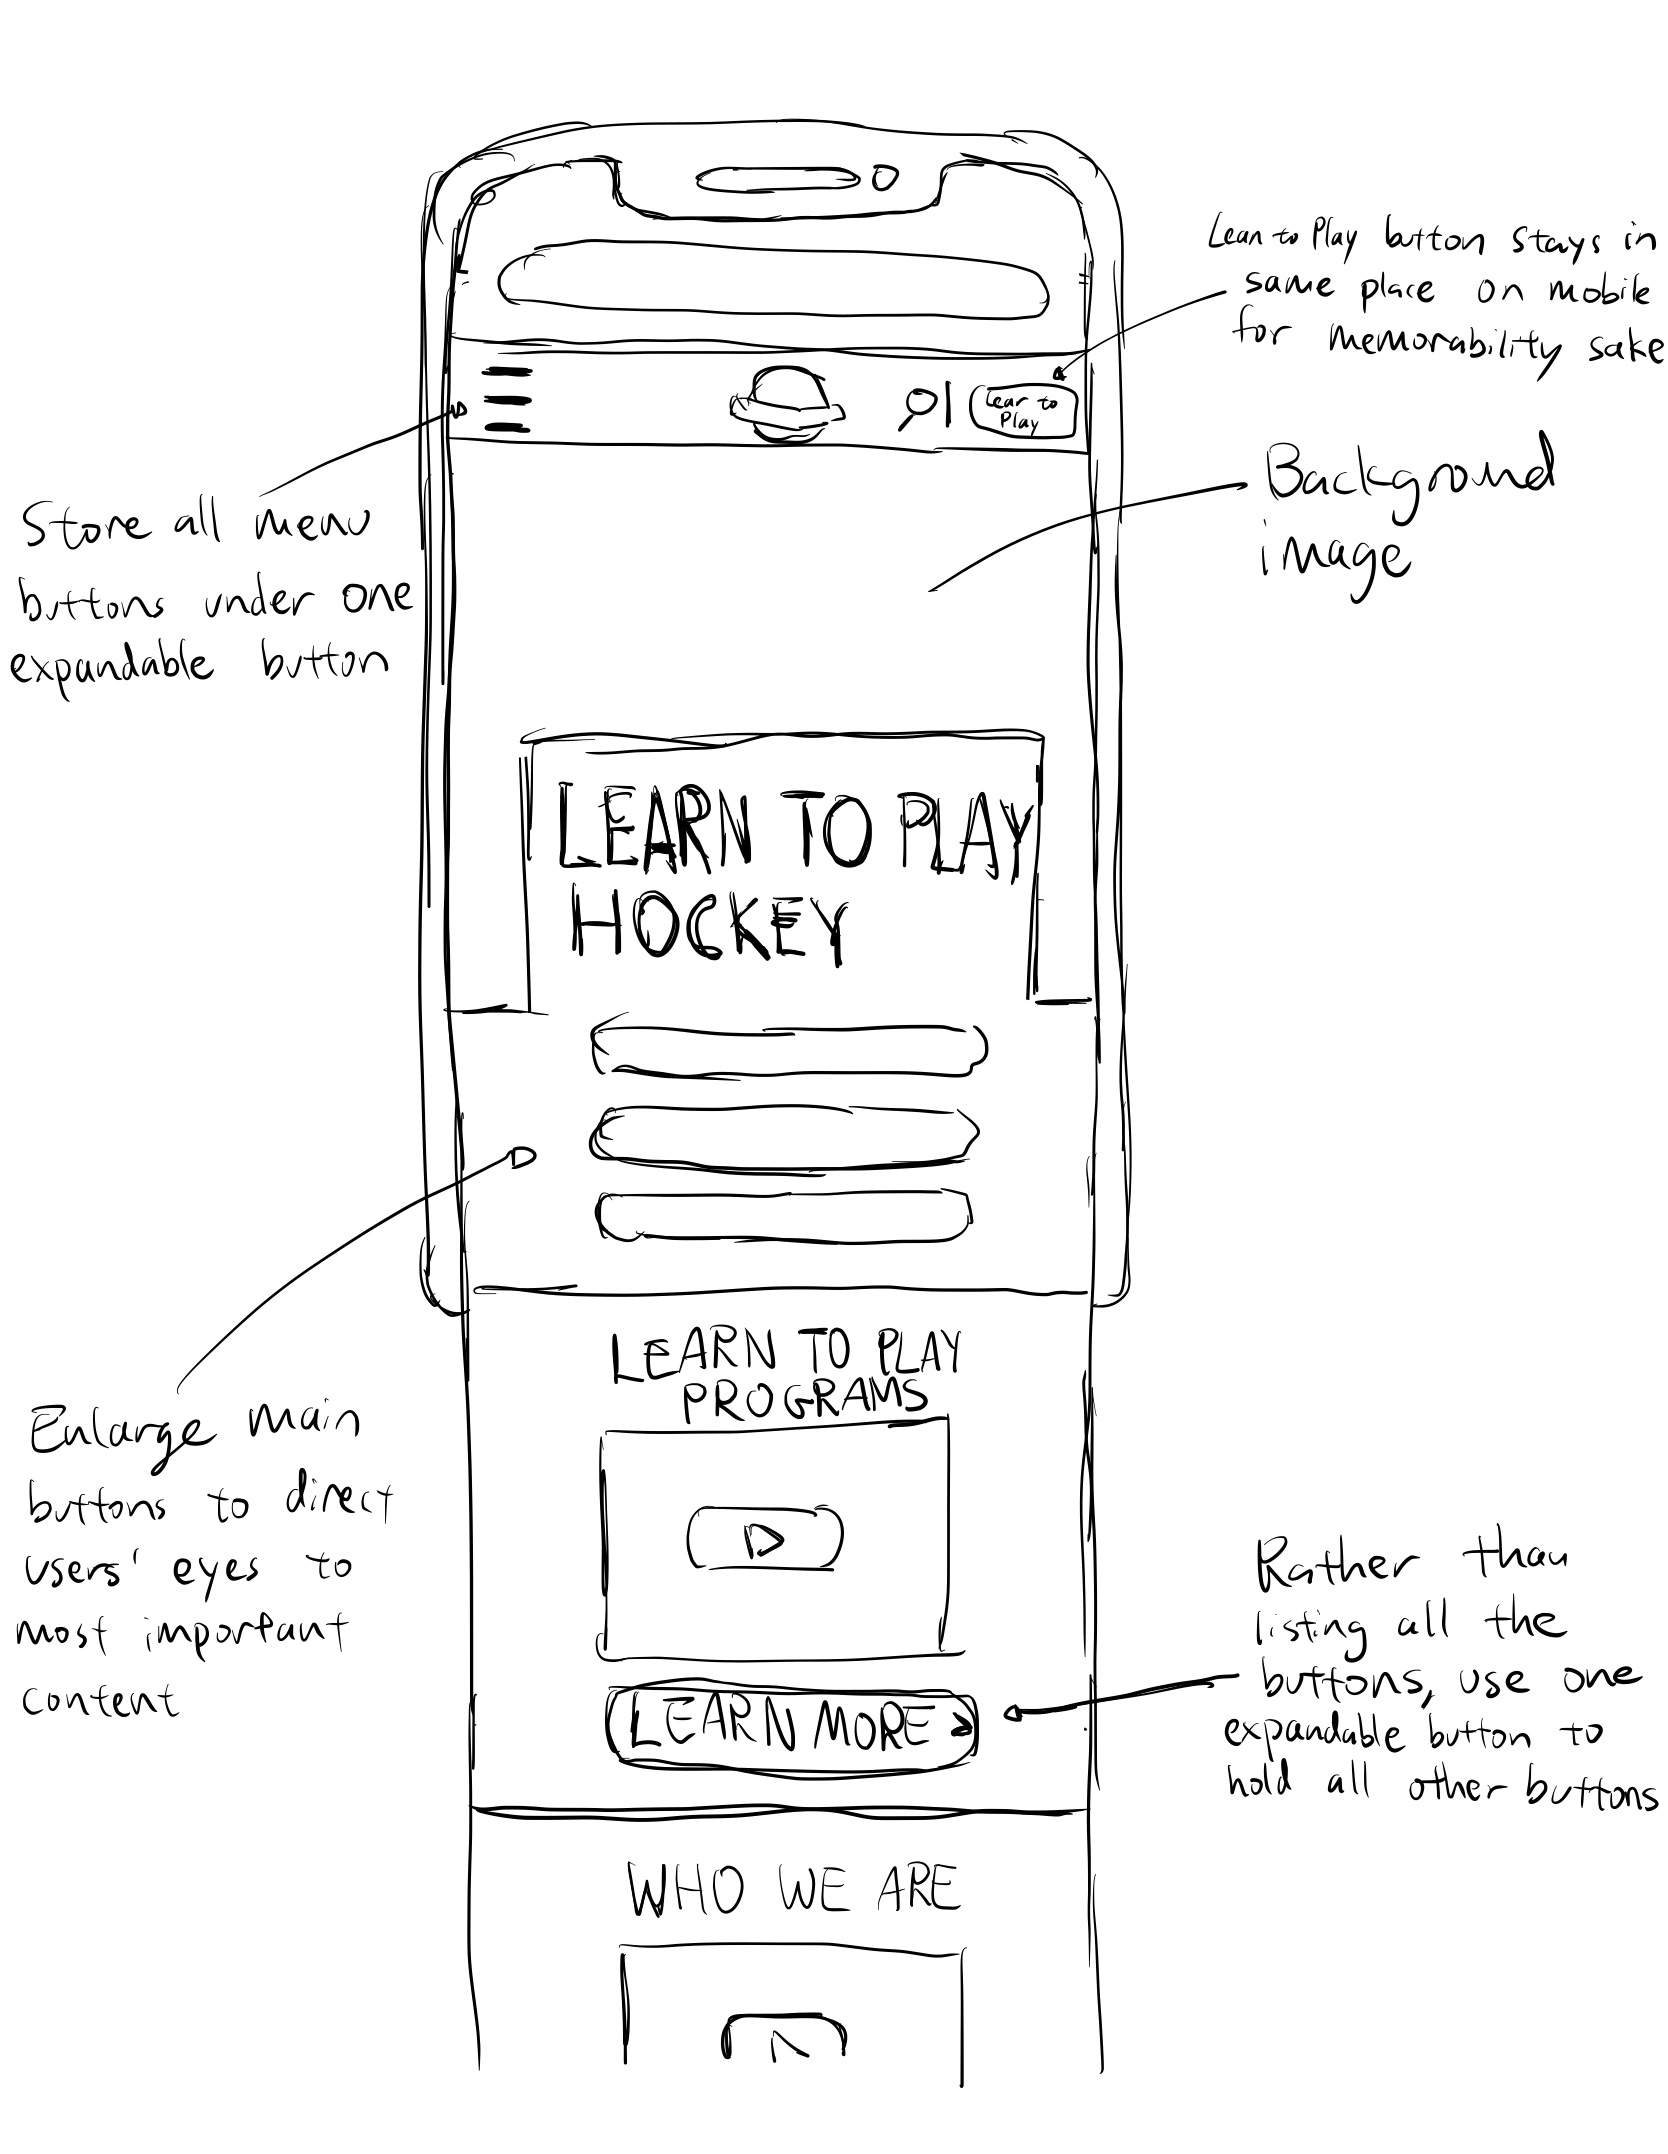 Lean to Play button stays in
same place on mobile
for memorability sake
Lear to
Play
Background
image
Store all menu
buttons under one
expandable button
LEARN TO PLAY
HOCKEY
LEARN TO PLAY
PROGRAMS
Enlarge main
buttons to direct
users' eyes to
most important
content
Rather than
listing all the
buttons, use one
expandable button to
hold all other buttons
LEARN MORE >
WHO WE ARE